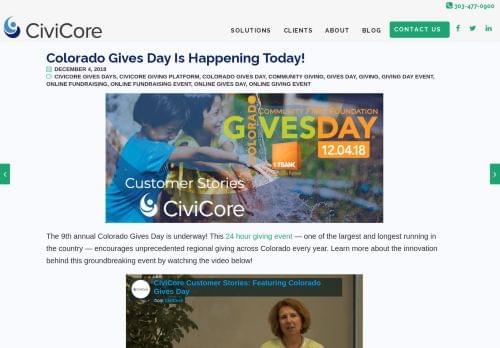 303-477-0900
CiviCore
SOLUTIONS CLIENTS ABOUT BLOG CONTACT US
Colorado Gives Day Is Happening Today!
DECEMBER 4, 2018
CIVICORE GIVES DAYS, CIVICORE GIVING PLATFORM, COLORADO GIVES DAY, COMMUNITY GIVING, GIVES DAY, GIVING, GIVING DAY EVENT,
ONLINE FUNDRAISING, ONLINE FUNDRAISING EVENT, ONLINE GIVES DAY, ONLINE GIVING EVENT
COMMUNITY FIRST FOUNDATION
COLORADO
GIVESDAY
1STBANK
12.04.18
Customer Stories
CiviCore
The 9th annual Colorado Gives Day is underway! This 24 hour giving event — one of the largest and longest running in
the country — encourages unprecedented regional giving across Colorado every year. Learn more about the innovation
behind this groundbreaking event by watching the video below!
CiviCore Customer Stories: Featuring Colorado
Gives Day
from CiviCore